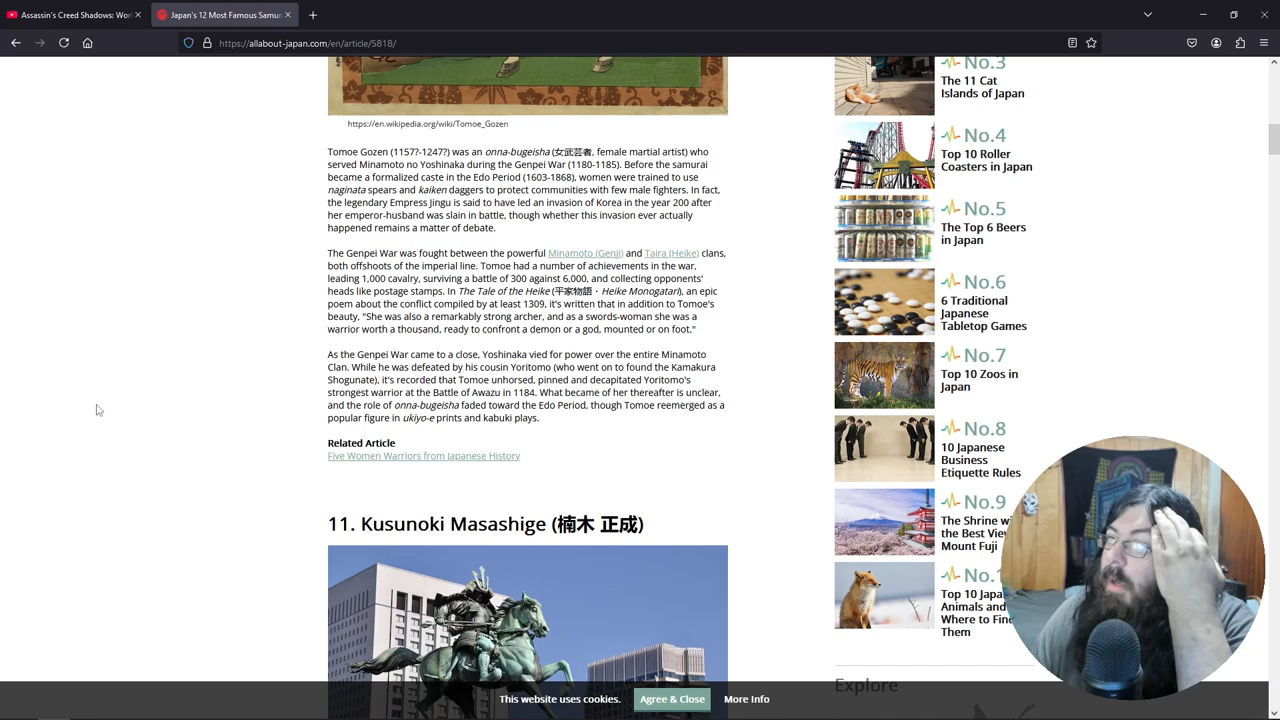 Assassin's Creed Shadows: Worl
Japan's 12 Most Famous Samur
https://allabout-japan.com/en/article/5818/
https://en.wikipedia.org/wiki/Tomoe_Gozen
Tomoe Gozen (1157?-1247?) was an onna-bugeisha (女武芸者, female martial artist) who
served Minamoto no Yoshinaka during the Genpei War (1180-1185). Before the samurai
became a formalized caste in the Edo Period (1603-1868), women were trained to use
naginata spears and kaiken daggers to protect communities with few male fighters. In fact,
the legendary Empress Jingu is said to have led an invasion of Korea in the year 200 after
her emperor-husband was slain in battle, though whether this invasion ever actually
happened remains a matter of debate.
The Genpei War was fought between the powerful Minamoto (Genji) and Taira (Heike) clans,
both offshoots of the imperial line. Tomoe had a number of achievements in the war,
leading 1,000 cavalry, surviving a battle of 300 against 6,000, and collecting opponents'
heads like postage stamps. In The Tale of the Heike (平家物語・Heike Monogatari), an epic
poem about the conflict compiled by at least 1309, it's written that in addition to Tomoe's
beauty, "She was also a remarkably strong archer, and as a swords-woman she was a
warrior worth a thousand, ready to confront a demon or a god, mounted or on foot."
As the Genpei War came to a close, Yoshinaka vied for power over the entire Minamoto
Clan. While he was defeated by his cousin Yoritomo (who went on to found the Kamakura
Shogunate), it's recorded that Tomoe unhorsed, pinned and decapitated Yoritomo's
strongest warrior at the Battle of Awazu in 1184. What became of her thereafter is unclear,
and the role of onna-bugeisha faded toward the Edo Period, though Tomoe reemerged as a
popular figure in ukiyo-e prints and kabuki plays.
Related Article
Five Women Warriors from Japanese History
11. Kusunoki Masashige (楠木 正成)
No.3
The 11 Cat
Islands of Japan
No.4
Top 10 Roller
Coasters in Japan
No.5
The Top 6 Beers
in Japan
No.6
6 Traditional
Japanese
Tabletop Games
No.7
Top 10 Zoos in
Japan
No.8
10 Japanese
Business
Etiquette Rules
No.9
The Shrine wi
the Best Vie
Mount Fuji
No.1
Top 10 Japa
Animals and
Where to Fin
Them
Explore
This website uses cookies.
Agree & Close
More Info